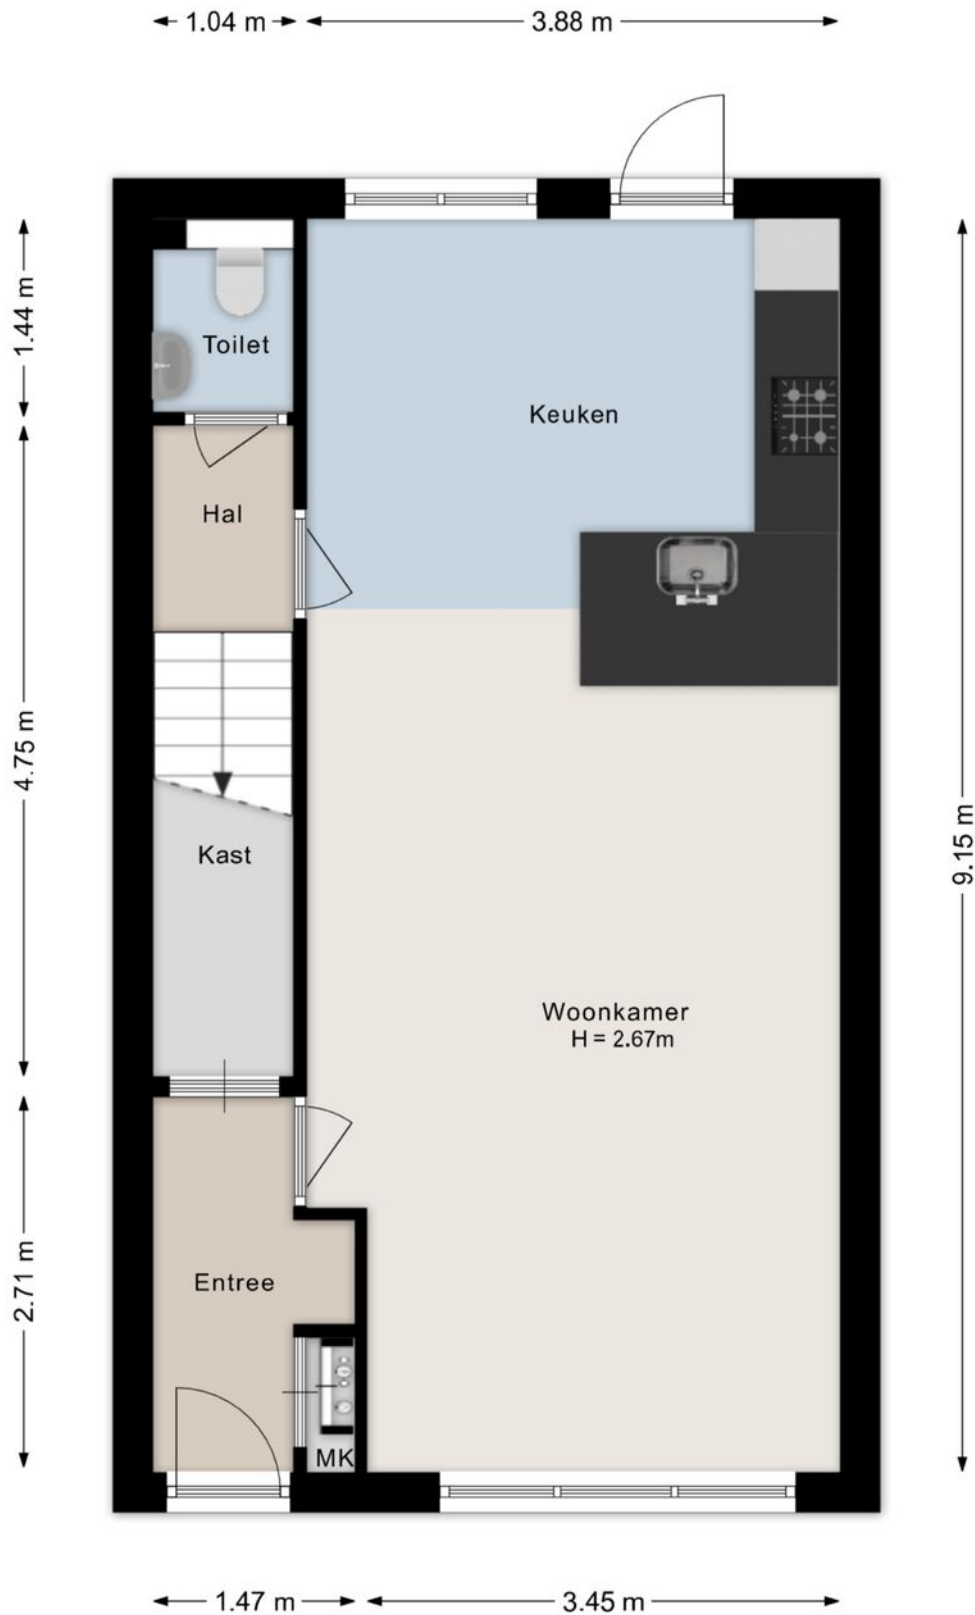 1.04 m
3.88 m
1.44 m
Toilet
Keuken
Hal
4.75 m
9.15 m
Kast
Woonkamer
H = 2.67m
2.71 m
Entree
MK
1.47 m
3.45 m